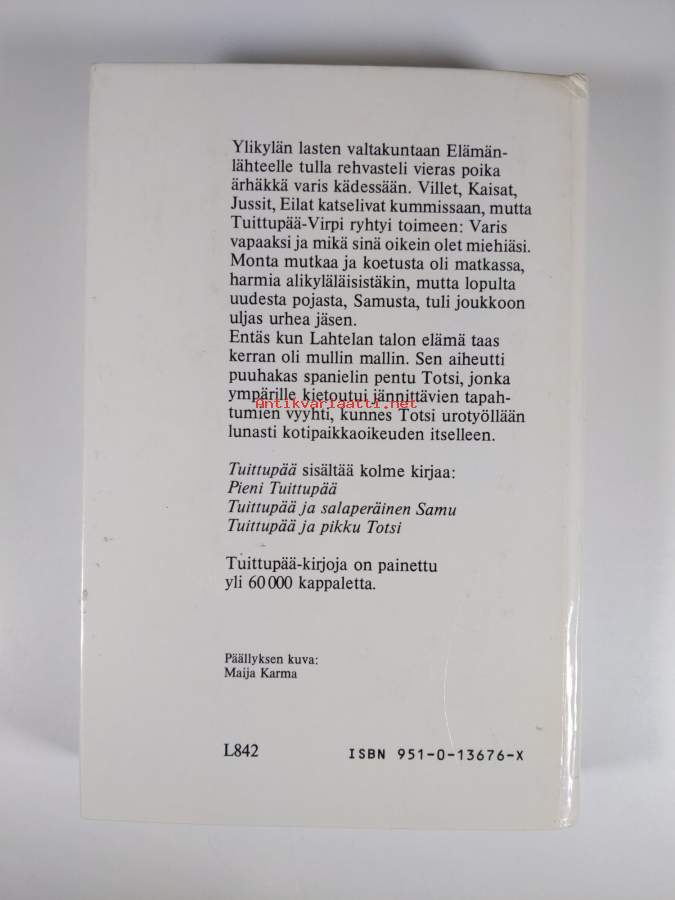 Ylikylän lasten valtakuntaan Elämän-
lähteelle tulla rehvasteli vieras poika
ärhäkkä varis kädessään. Villet, Kaisat,
Jussit, Eilat katselivat kummissaan, mutta
Tuittupää-Virpi ryhtyi toimeen: Varis
vapaaksi ja mikä sinä oikein olet miehiäsi.
Monta mutkaa ja koetusta oli matkassa,
harmia alikyläläisistäkin, mutta lopulta
uudesta pojasta, Samusta, tuli joukkoon
uljas urhea jäsen.
Entäs kun Lahtelan talon elämä taas
kerran oli mullin mallin. Sen aiheutti
puuhakas spanielin pentu Totsi, jonka
ympärille kietoutui jännittävien tapah-
Antikvariaatti.net
tumien vyyhti, kunnes Totsi urotyöllään
lunasti kotipaikkaoikeuden itselleen.
Tuittupää sisältää kolme kirjaa:
Pieni Tuittupää
Tuittupää ja salaperäinen Samu
Tuittupää ja pikku Totsi
Tuittupää-kirjoja on painettu
yli 60 000 kappaletta.
Päällyksen kuva:
Maija Karma
L842
ISBN 951-0-13676-X